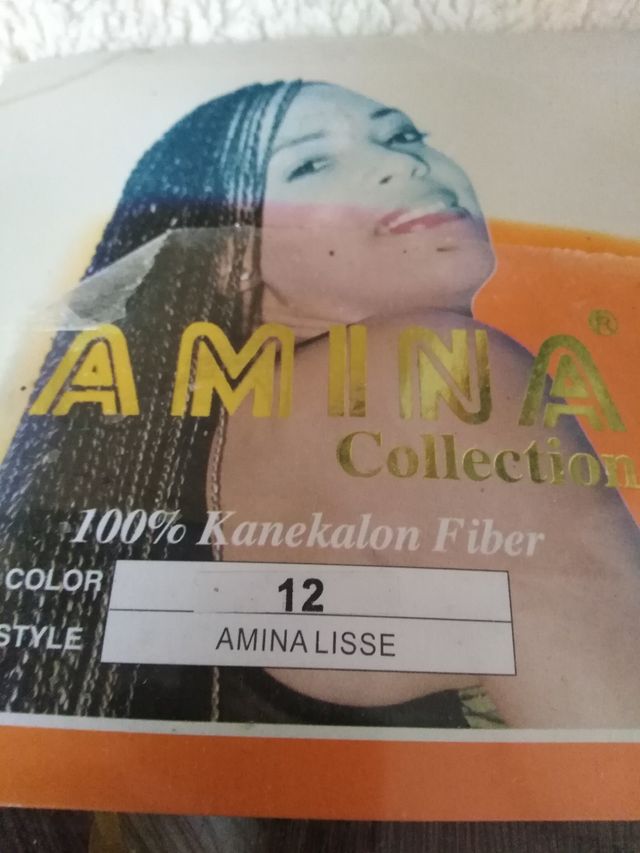 AMINA®
Collection
100% Kanekalon Fiber
COLOR 12
STYLE AMINA LISSE